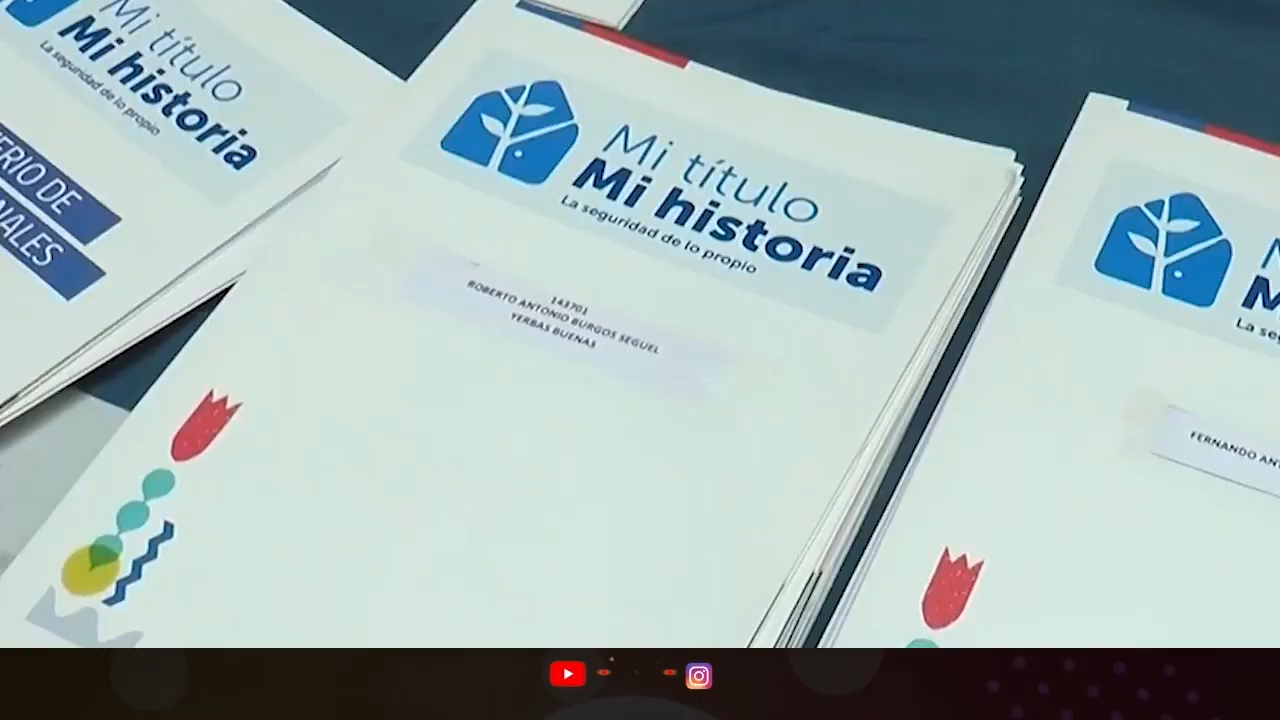 Mi título
Mi historia
La seguridad de lo propio
ERIO DE
NALES
Mi título
Mi historia
La seguridad de lo propio
143701
ROBERTO ANTONIO BURGOS SEGUEL
YERBAS BUENAS
La seg
FERNANDO ANT